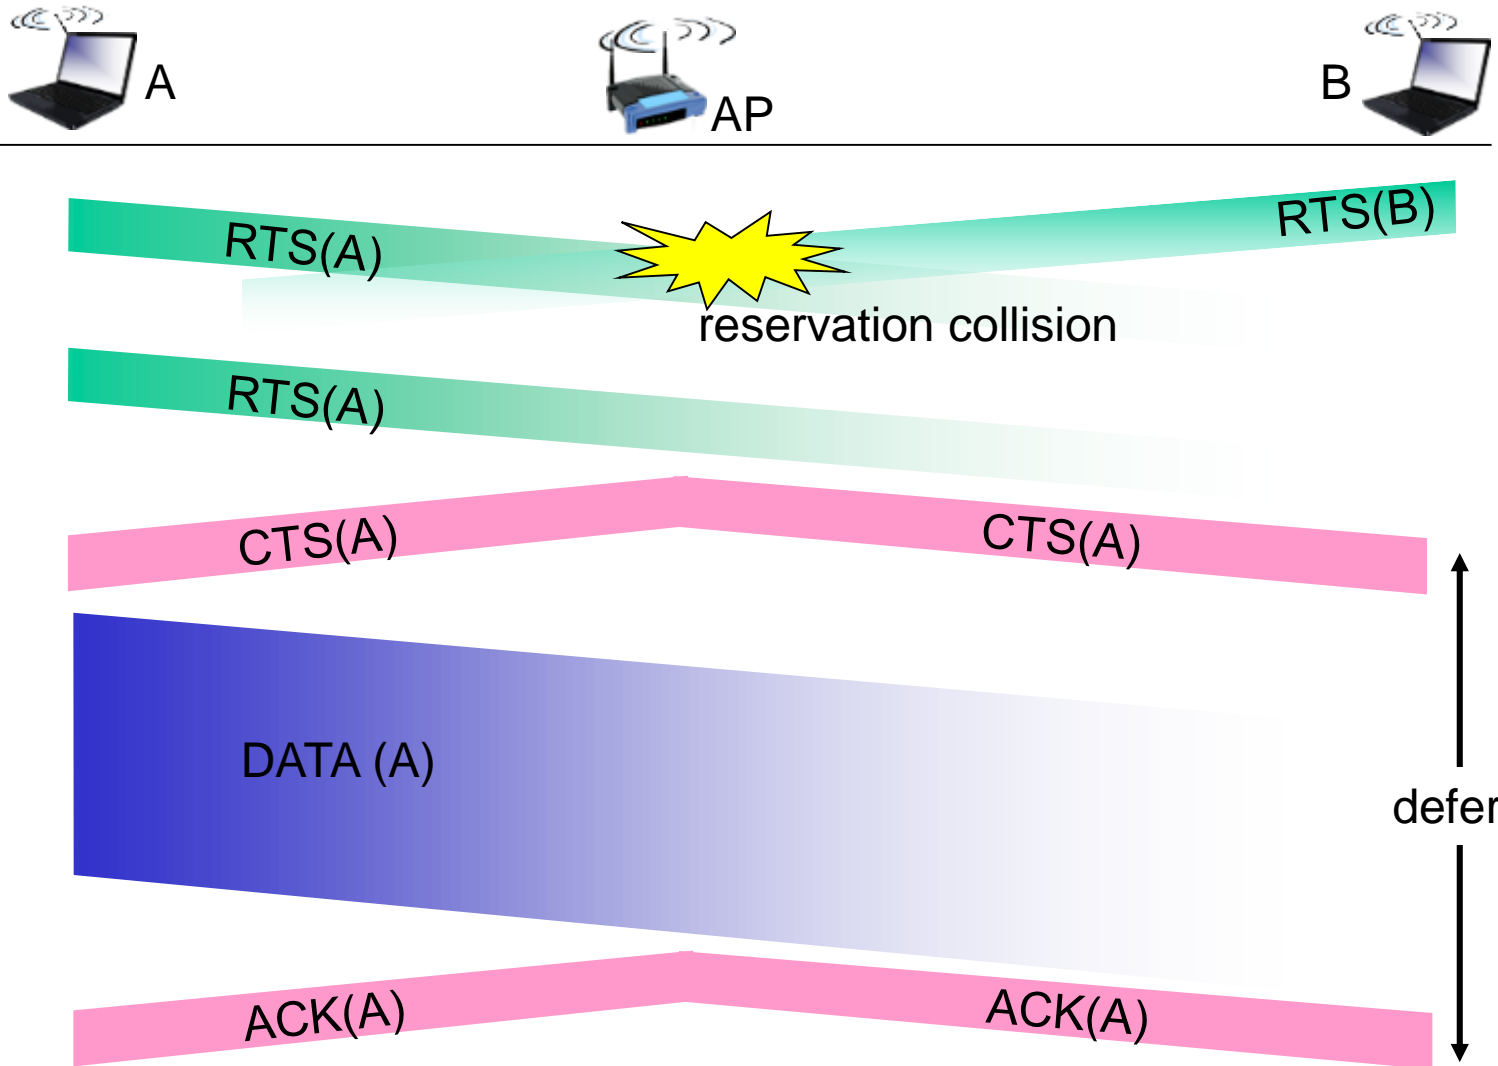 A
AP
B
RTS(A)
RTS(B)
reservation collision
RTS(A)
CTS(A)
CTS(A)
DATA (A)
defer
ACK(A)
ACK(A)